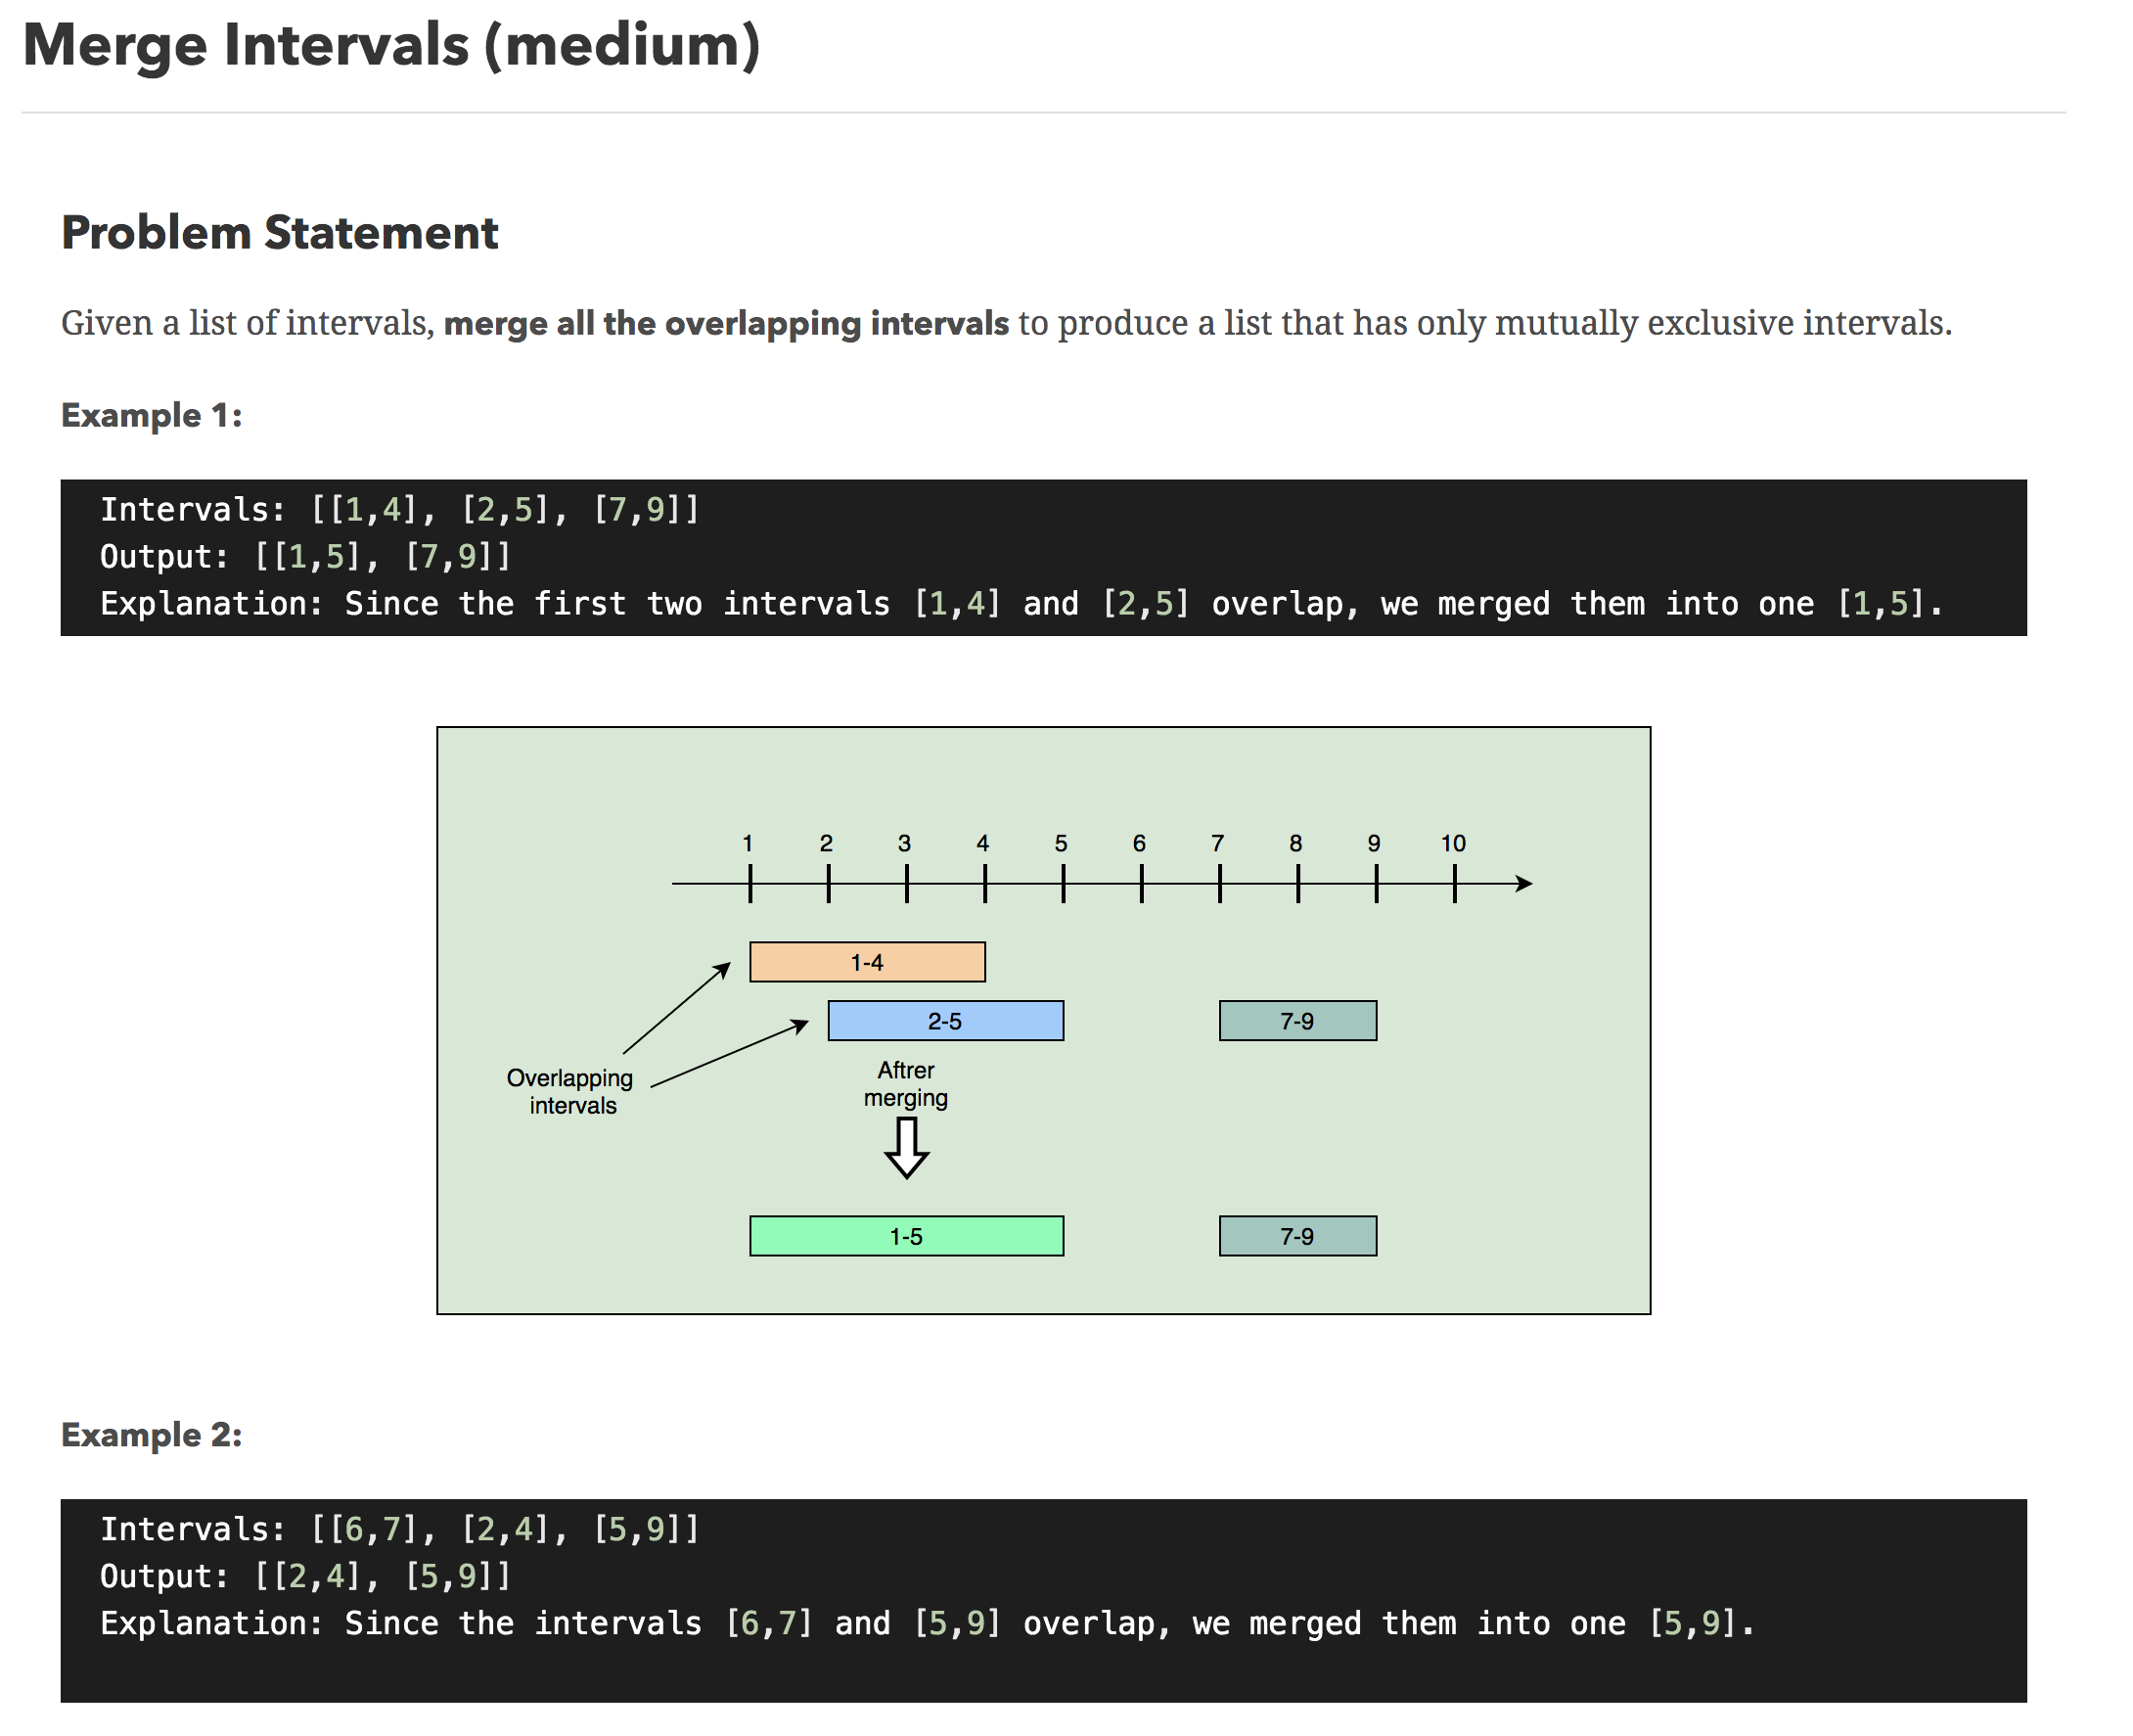 Merge Intervals (medium)
Problem Statement
Given a list of intervals, merge all the overlapping intervals to produce a list that has only mutually exclusive intervals.
Example 1:
Intervals: [[1,4], [2,5], [7,9]]
Output: [[1,5], [7,9]]
Explanation: Since the first two intervals [1,4] and [2,5] overlap, we merged them into one [1,5].
1 2 3 4 5 6 7 8 9 10
1-4
2-5 7-9
Overlapping
intervals
Aftrer
merging
1-5 7-9
Example 2:
Intervals: [[6,7], [2,4], [5,9]]
Output: [[2,4], [5,9]]
Explanation: Since the intervals [6,7] and [5,9] overlap, we merged them into one [5,9].